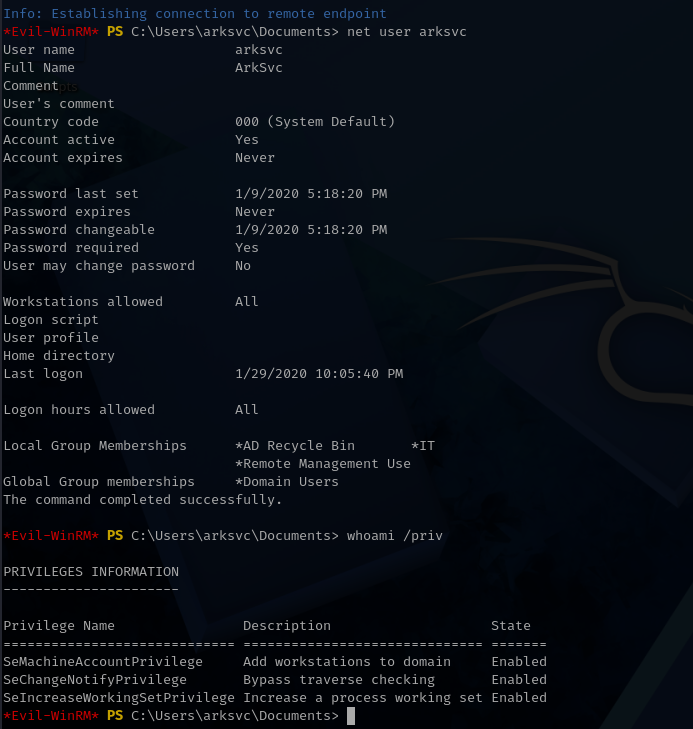 Info: Establishing connection to remote endpoint
*Evil-WinRM* PS C:\Users\arksvc\Documents> net user arksvc
User name                    arksvc
Full Name                    ArkSvc
Comment
User's comment
Country code                 000 (System Default)
Account active               Yes
Account expires              Never
Password last set            1/9/2020 5:18:20 PM
Password expires             Never
Password changeable          1/9/2020 5:18:20 PM
Password required            Yes
User may change password     No
Workstations allowed         All
Logon script
User profile
Home directory
Last logon                   1/29/2020 10:05:40 PM
Logon hours allowed          All
Local Group Memberships      *AD Recycle Bin       *IT
                             *Remote Management Use
Global Group memberships     *Domain Users
The command completed successfully.
*Evil-WinRM* PS C:\Users\arksvc\Documents> whoami /priv
PRIVILEGES INFORMATION
----------------------
Privilege Name                Description                    State
============================= ============================== =======
SeMachineAccountPrivilege     Add workstations to domain     Enabled
SeChangeNotifyPrivilege       Bypass traverse checking       Enabled
SeIncreaseWorkingSetPrivilege Increase a process working set Enabled
*Evil-WinRM* PS C:\Users\arksvc\Documents>